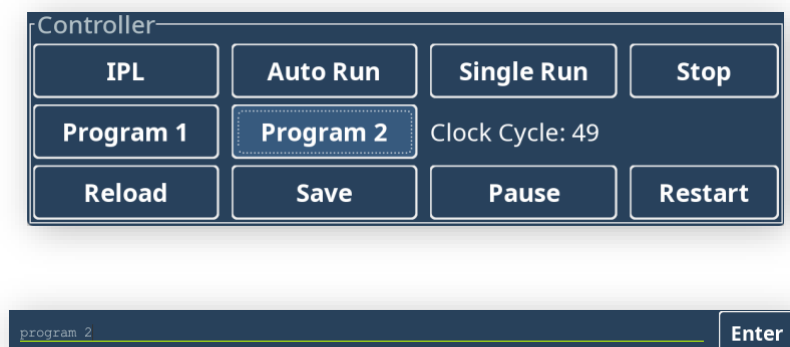 Controller
IPL Auto Run Single Run Stop
Program 1 Program 2 Clock Cycle: 49
Reload Save Pause Restart
program 2 Enter